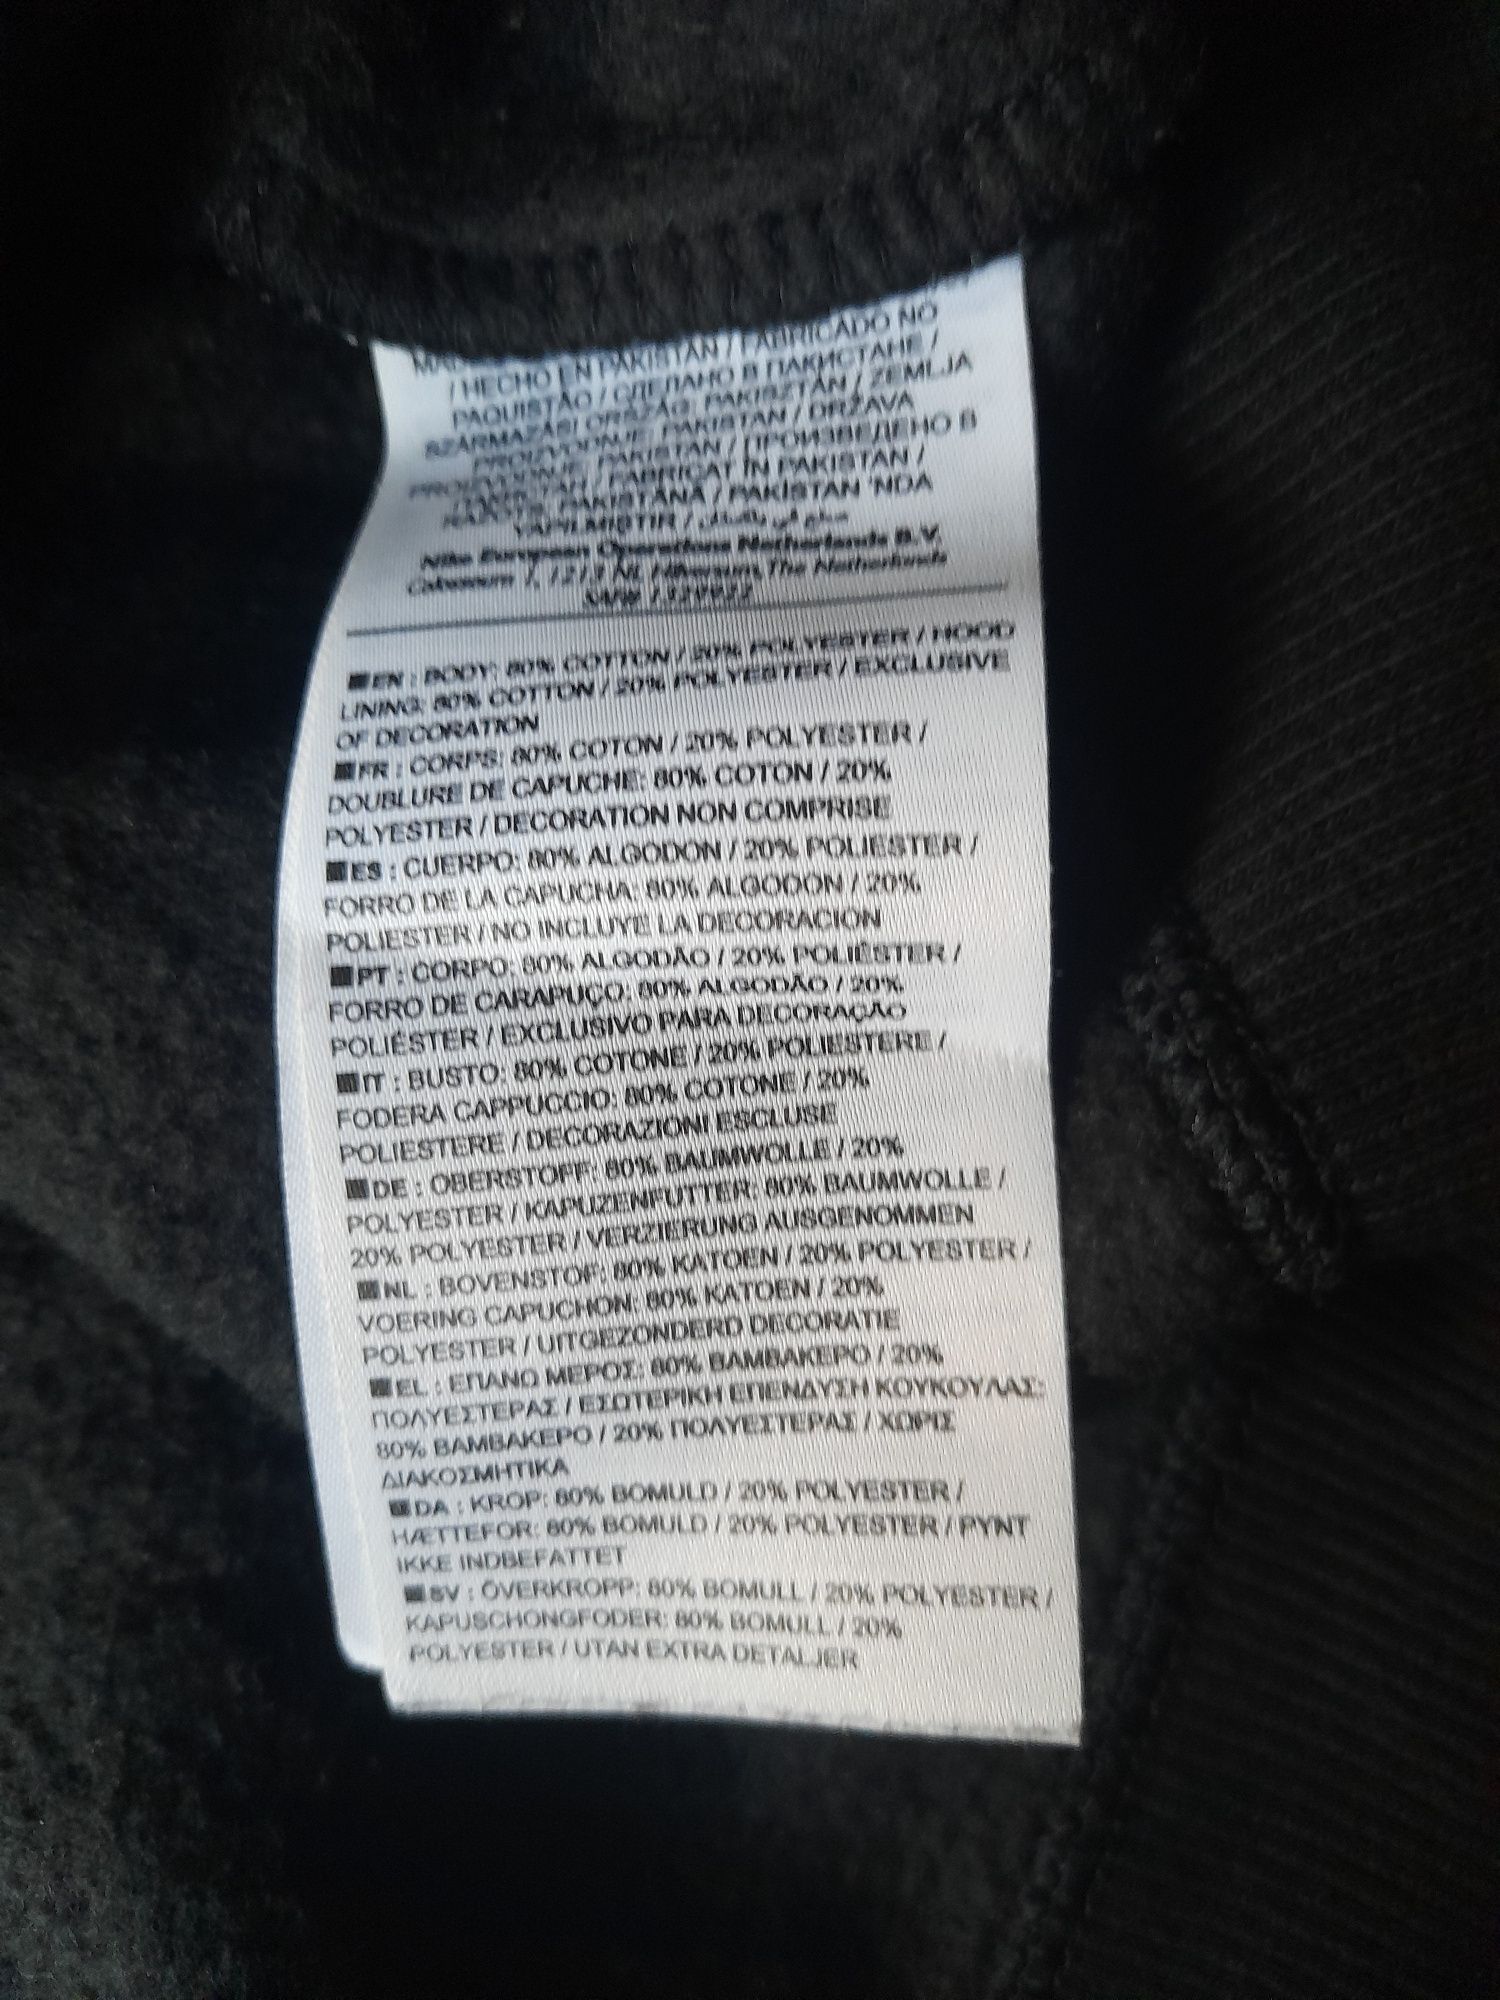 / HECHO EN PAKISTAN / FABRICADO NO
PAQUISTÃO / СДЕЛАНО В ПАКИСТАНЕ /
SZÁRMAZÁSI ORSZÁG: PAKISZTÁN / ZEMLJA
PROIZVODNJE: PAKISTAN / DRŽAVA
PAKISTAN / ПРОИЗВЕДЕНО В
/ FABRICAT ÎN PAKISTAN /
RAŽOTS PAKISTĀNĀ / PAKİSTAN 'NDA
YAPILMIŞTIR / صنع في باكستان
Nike European Operations Netherlands B.V.
Colosseum 1, 1213 NL Hilversum, The Netherlands
EN : BODY: 80% COTTON / 20% POLYESTER / HOOD
LINING: 80% COTTON / 20% POLYESTER / EXCLUSIVE
OF DECORATION
FR : CORPS: 80% COTON / 20% POLYESTER /
DOUBLURE DE CAPUCHE: 80% COTON / 20%
POLYESTER / DECORATION NON COMPRISE
ES : CUERPO: 80% ALGODON / 20% POLIESTER /
FORRO DE LA CAPUCHA: 80% ALGODON / 20%
POLIESTER / NO INCLUYE LA DECORACION
PT : CORPO: 80% ALGODÃO / 20% POLIÉSTER /
FORRO DE CARAPUÇO: 80% ALGODÃO / 20%
POLIÉSTER / EXCLUSIVO PARA DECORAÇÃO
IT : BUSTO: 80% COTONE / 20% POLIESTERE /
FODERA CAPPUCCIO: 80% COTONE / 20%
POLIESTERE / DECORAZIONI ESCLUSE
DE : OBERSTOFF: 80% BAUMWOLLE / 20%
POLYESTER / KAPUZENFUTTER: 80% BAUMWOLLE /
20% POLYESTER / VERZIERUNG AUSGENOMMEN
NL : BOVENSTOF: 80% KATOEN / 20% POLYESTER /
VOERING CAPUCHON: 80% KATOEN / 20%
POLYESTER / UITGEZONDERD DECORATIE
EL : ΕΠΑΝΩ ΜΕΡΟΣ: 80% ΒΑΜΒΑΚΕΡΟ / 20%
ΠΟΛΥΕΣΤΕΡΑΣ / ΕΣΩΤΕΡΙΚΗ ΕΠΕΝΔΥΣΗ ΚΟΥΚΟΥΛΑΣ:
80% ΒΑΜΒΑΚΕΡΟ / 20% ΠΟΛΥΕΣΤΕΡΑΣ / ΧΩΡΙΣ
ΔΙΑΚΟΣΜΗΤΙΚΑ
DA : KROP: 80% BOMULD / 20% POLYESTER /
HÆTTEFOR: 80% BOMULD / 20% POLYESTER / PYNT
IKKE INDBEFATTET
SV : ÖVERKROPP: 80% BOMULL / 20% POLYESTER /
KAPUSCHONGFODER: 80% BOMULL / 20%
POLYESTER / UTAN EXTRA DETALJER